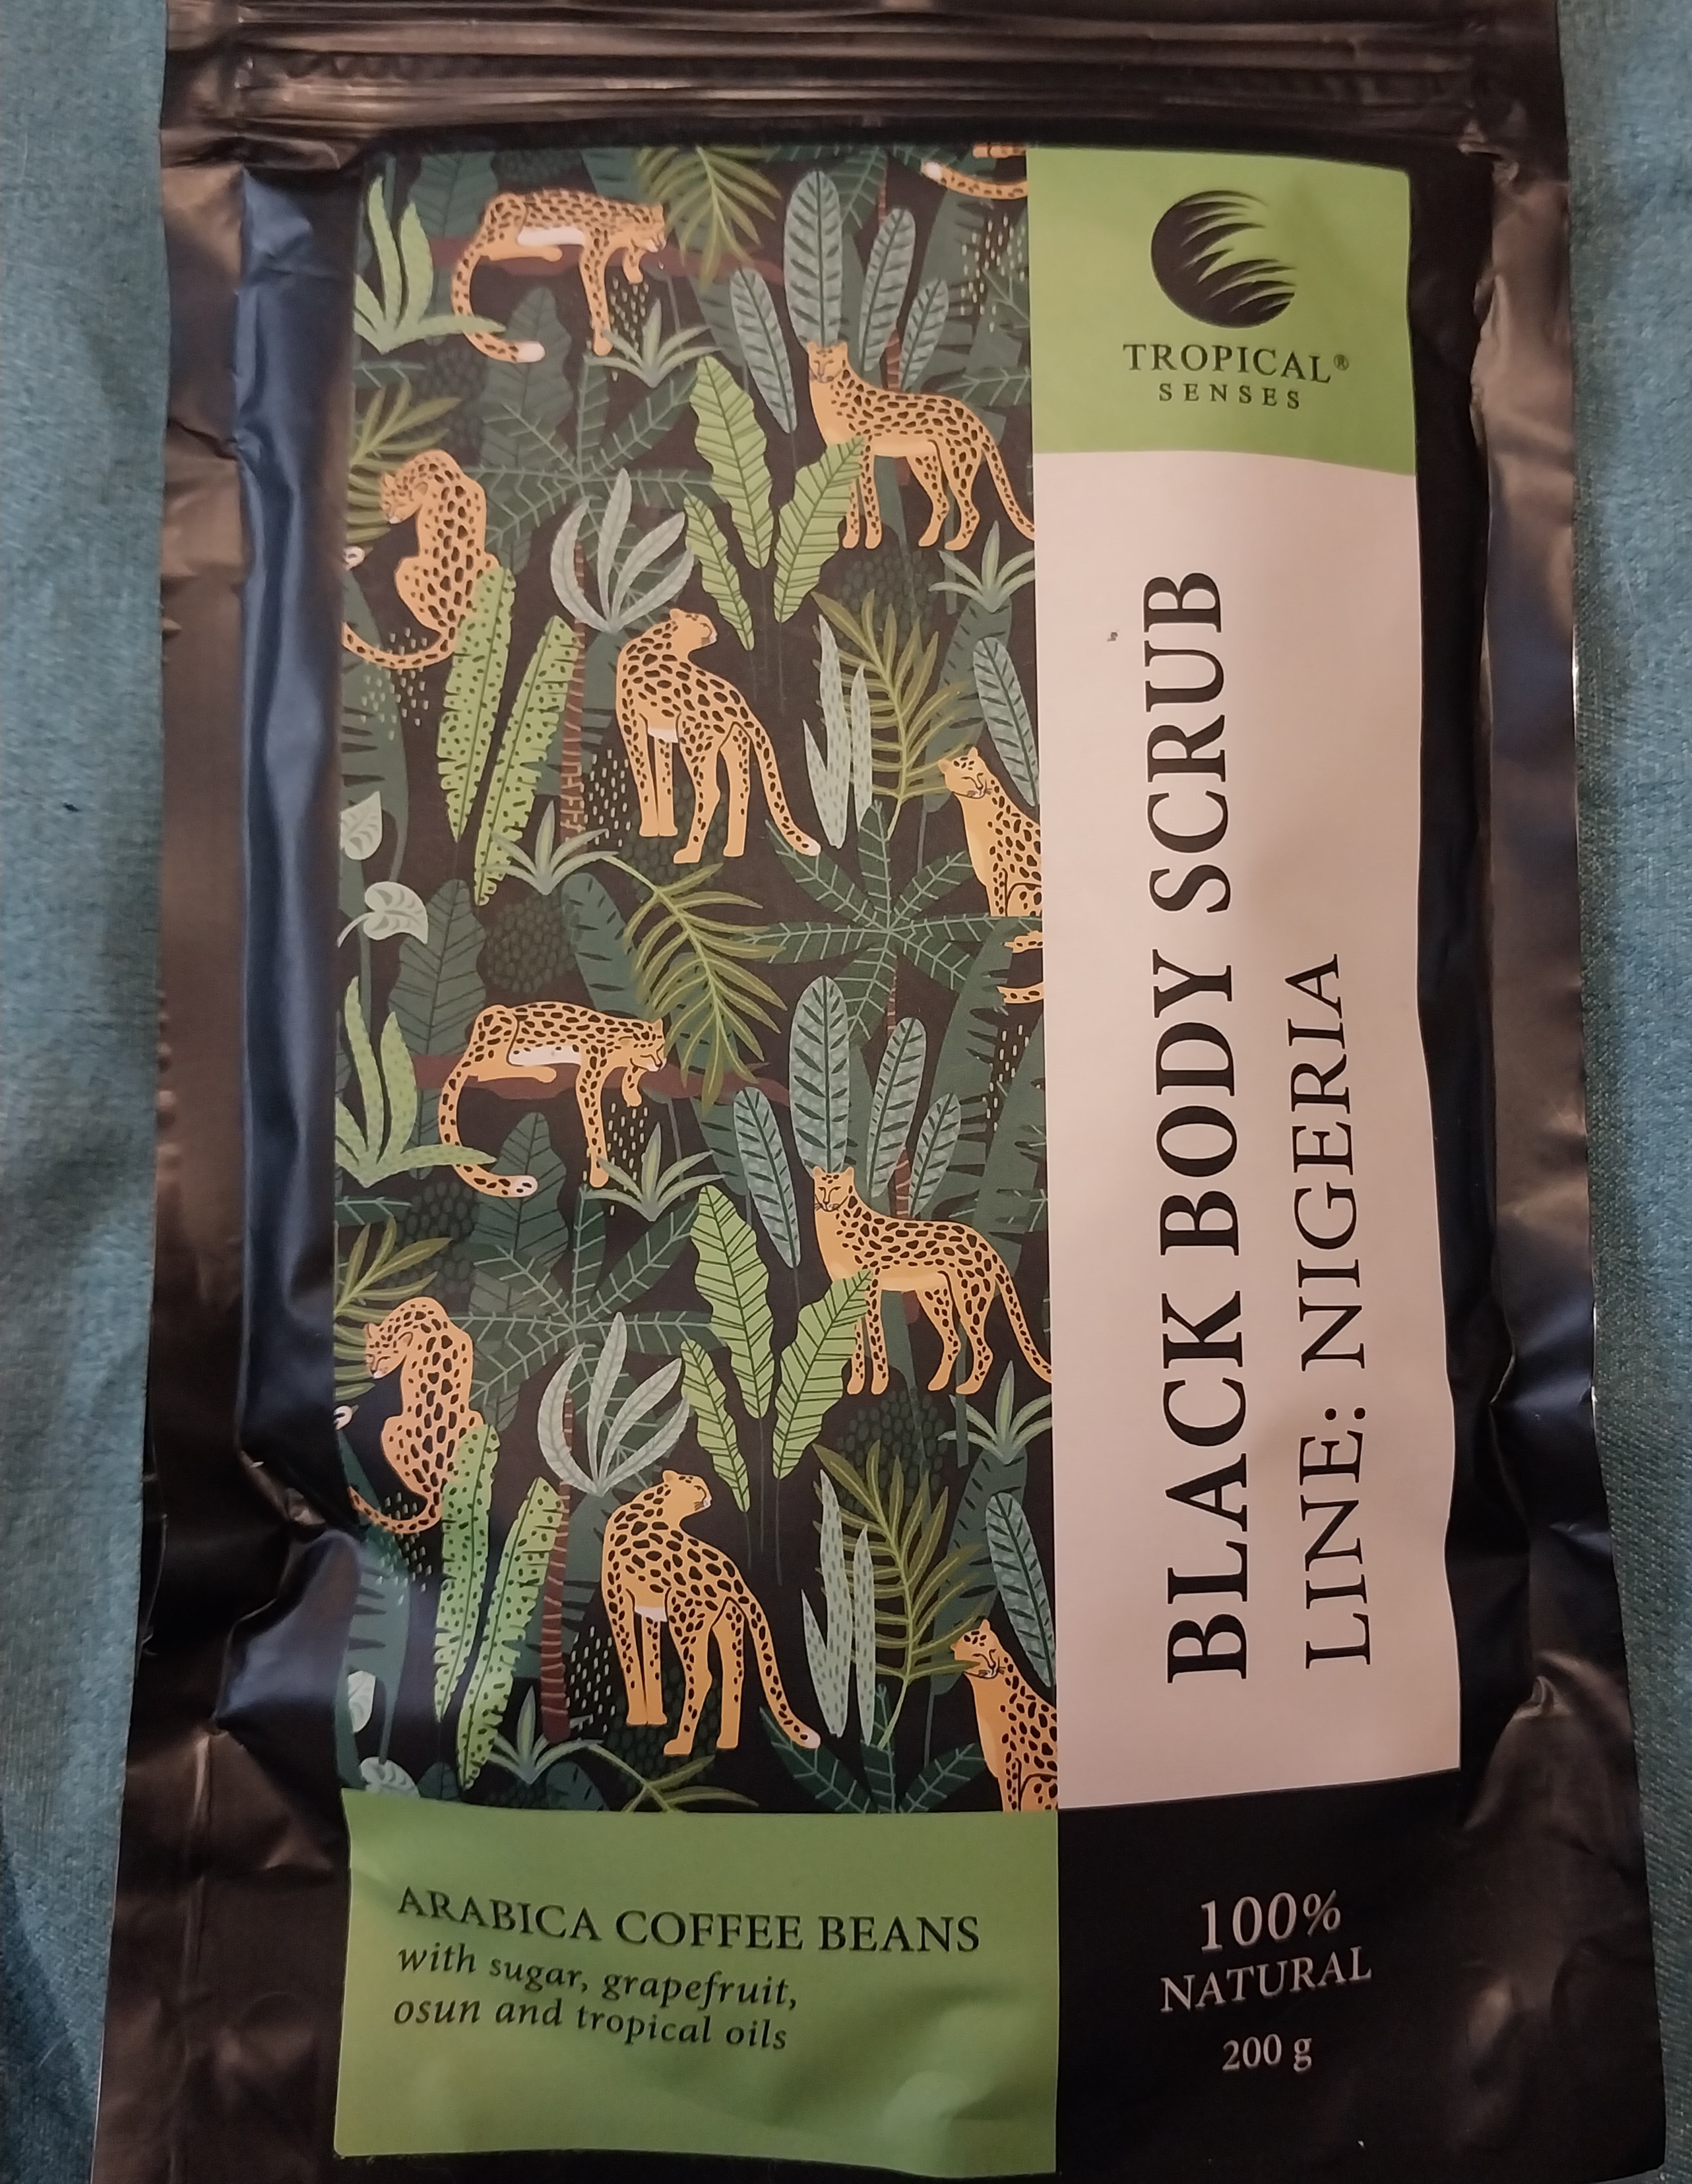 TROPICAL®
SENSES
BLACK BODY SCRUB
LINE: NIGERIA
ARABICA COFFEE BEANS
with sugar, grapefruit,
osun and tropical oils
100%
NATURAL
200 g